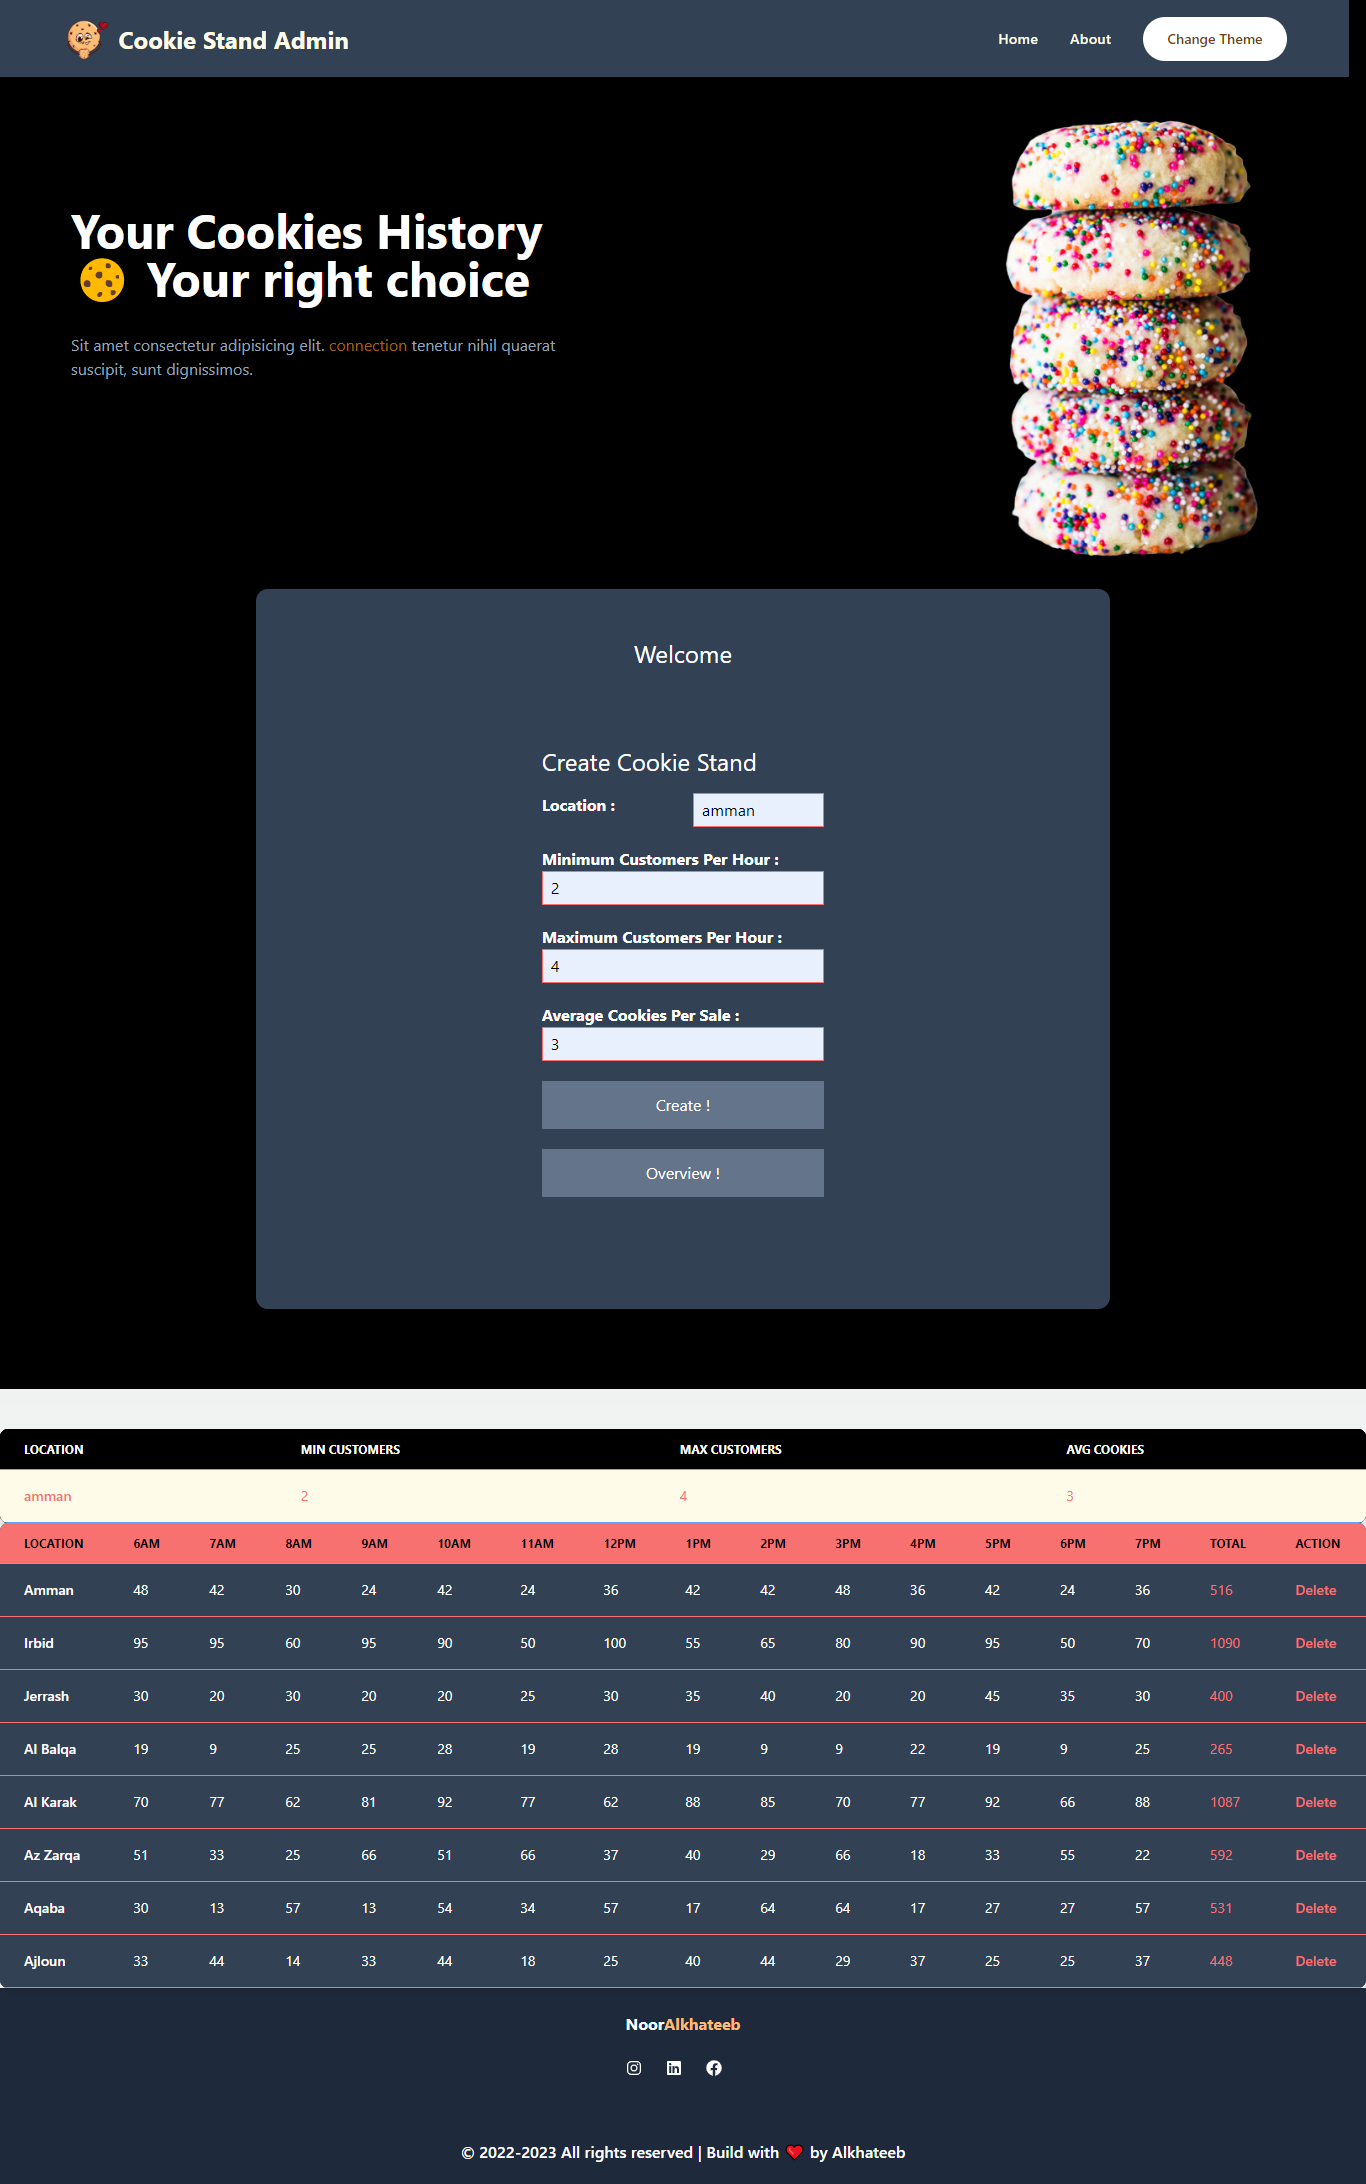 Cookie Stand Admin
Home About Change Theme
Your Cookies History
Your right choice
Sit amet consectetur adipisicing elit. connection tenetur nihil quaerat
suscipit, sunt dignissimos.
Welcome
Create Cookie Stand
Location : amman
Minimum Customers Per Hour :
2
Maximum Customers Per Hour :
4
Average Cookies Per Sale :
3
Create !
Overview !
LOCATION MIN CUSTOMERS MAX CUSTOMERS AVG COOKIES
amman 2 4 3
LOCATION 6AM 7AM 8AM 9AM 10AM 11AM 12PM 1PM 2PM 3PM 4PM 5PM 6PM 7PM TOTAL ACTION
Amman 48 42 30 24 42 24 36 42 42 48 36 42 24 36 516 Delete
Irbid 95 95 60 95 90 50 100 55 65 80 90 95 50 70 1090 Delete
Jerrash 30 20 30 20 20 25 30 35 40 20 20 45 35 30 400 Delete
Al Balqa 19 9 25 25 28 19 28 19 9 9 22 19 9 25 265 Delete
Al Karak 70 77 62 81 92 77 62 88 85 70 77 92 66 88 1087 Delete
Az Zarqa 51 33 25 66 51 66 37 40 29 66 18 33 55 22 592 Delete
Aqaba 30 13 57 13 54 34 57 17 64 64 17 27 27 57 531 Delete
Ajloun 33 44 14 33 44 18 25 40 44 29 37 25 25 37 448 Delete
NoorAlkhateeb
© 2022-2023 All rights reserved | Build with ❤ by Alkhateeb